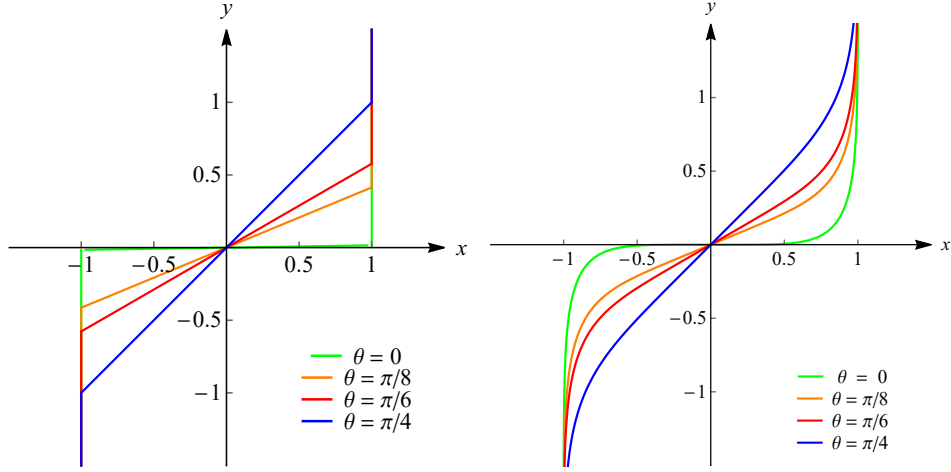 y
1
0.5
−1
−0.5
0.5
1
x
−0.5
−1
θ = 0
θ = π/8
θ = π/6
θ = π/4
y
1
0.5
−1
−0.5
0.5
1
x
−0.5
−1
θ = 0
θ = π/8
θ = π/6
θ = π/4